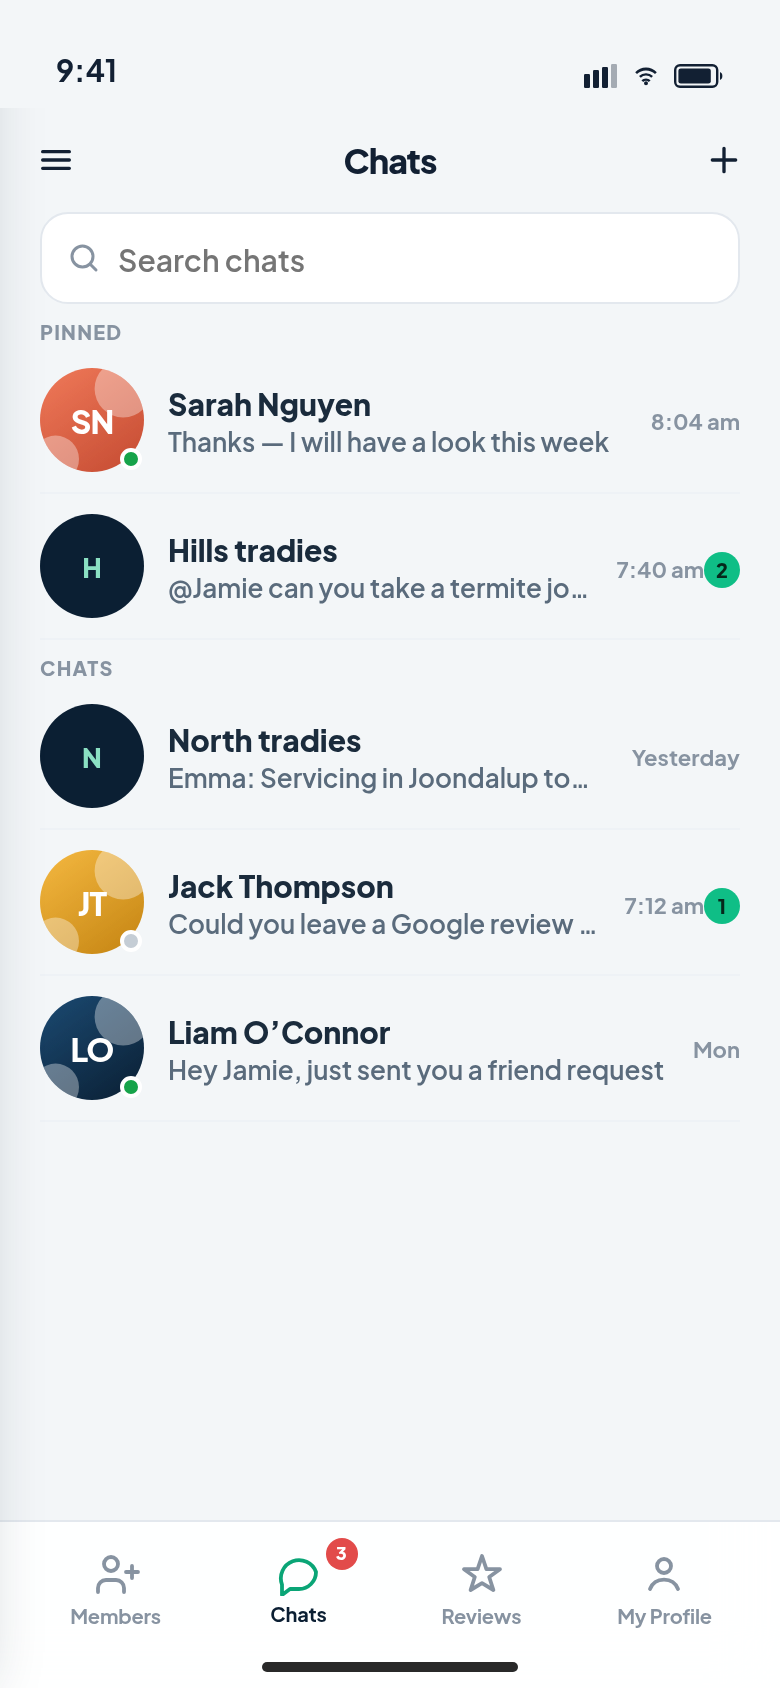 9:41
Chats
Search chats
PINNED
SN
Sarah Nguyen
Thanks — I will have a look this week
8:04 am
H
Hills tradies
@Jamie can you take a termite jo...
7:40 am 2
CHATS
N
North tradies
Emma: Servicing in Joondalup to...
Yesterday
JT
Jack Thompson
Could you leave a Google review ...
7:12 am 1
LO
Liam O’Connor
Hey Jamie, just sent you a friend request
Mon
3
Members Chats Reviews My Profile